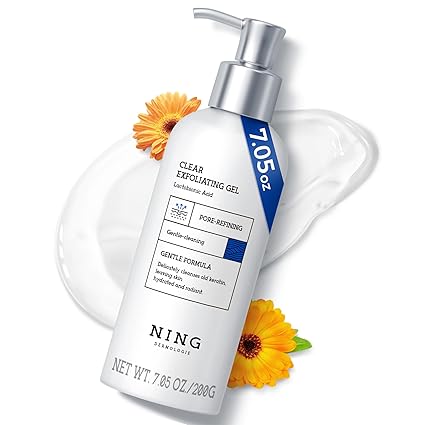 7.05oz
CLEAR
EXFOLIATING GEL
Lactobionic Acid
PORE-REFINING
Gentle-cleaning
GENTLE FORMULA
Delicately cleanses old keratin,
leaving skin
hydrated and radiant.
NING
DERMOLOGIE
NET WT. 7.05 OZ./200G